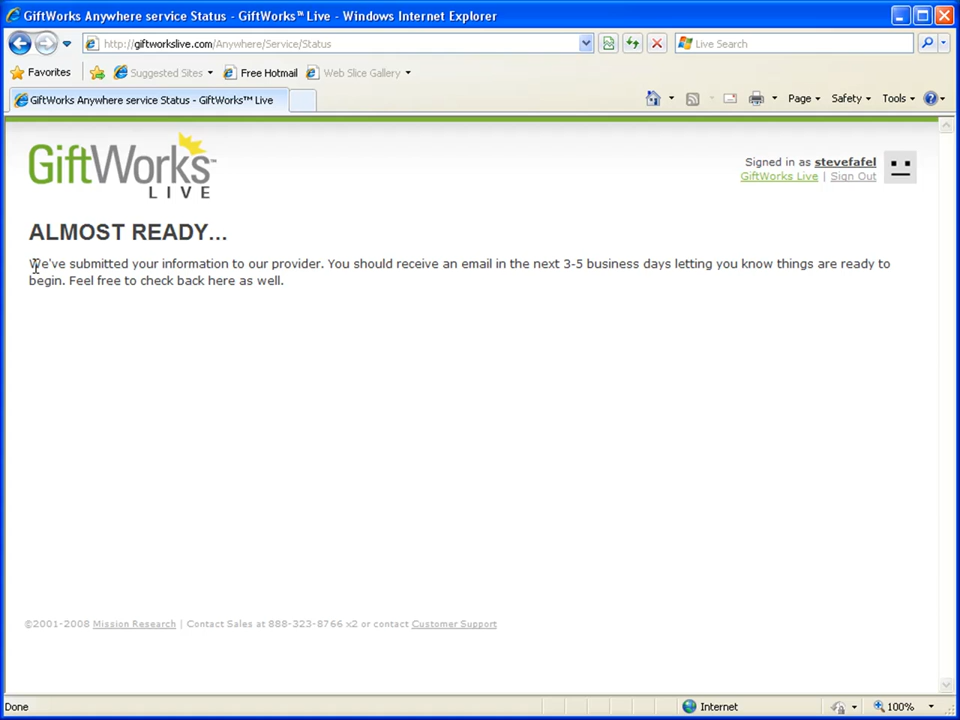 GiftWorks Anywhere service Status - GiftWorks™ Live - Windows Internet Explorer
http://giftworkslive.com/Anywhere/Service/Status
Live Search
Favorites Suggested Sites Free Hotmail Web Slice Gallery
GiftWorks Anywhere service Status - GiftWorks™ Live
Page Safety Tools
GiftWorks™
LIVE
Signed in as stevefafel
GiftWorks Live | Sign Out
ALMOST READY...
We've submitted your information to our provider. You should receive an email in the next 3-5 business days letting you know things are ready to
begin. Feel free to check back here as well.
©2001-2008 Mission Research | Contact Sales at 888-323-8766 x2 or contact Customer Support
Done Internet 100%